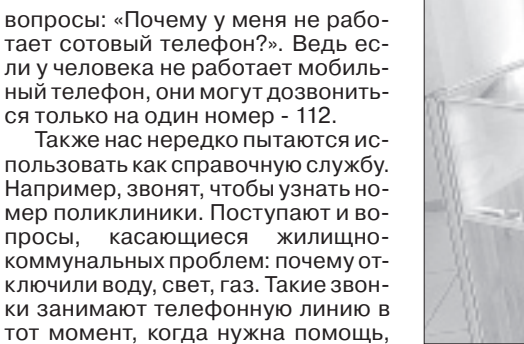 вопросы: «Почему у меня не рабо-
тает сотовый телефон?». Ведь ес-
ли у человека не работает мобиль-
ный телефон, они могут дозвонить-
ся только на один номер - 112.
Также нас нередко пытаются ис-
пользовать как справочную службу.
Например, звонят, чтобы узнать но-
мер поликлиники. Поступают и во-
просы, касающиеся жилищно-
коммунальных проблем: почему от-
ключили воду, свет, газ. Такие звон-
ки занимают телефонную линию в
тот момент, когда нужна помощь,